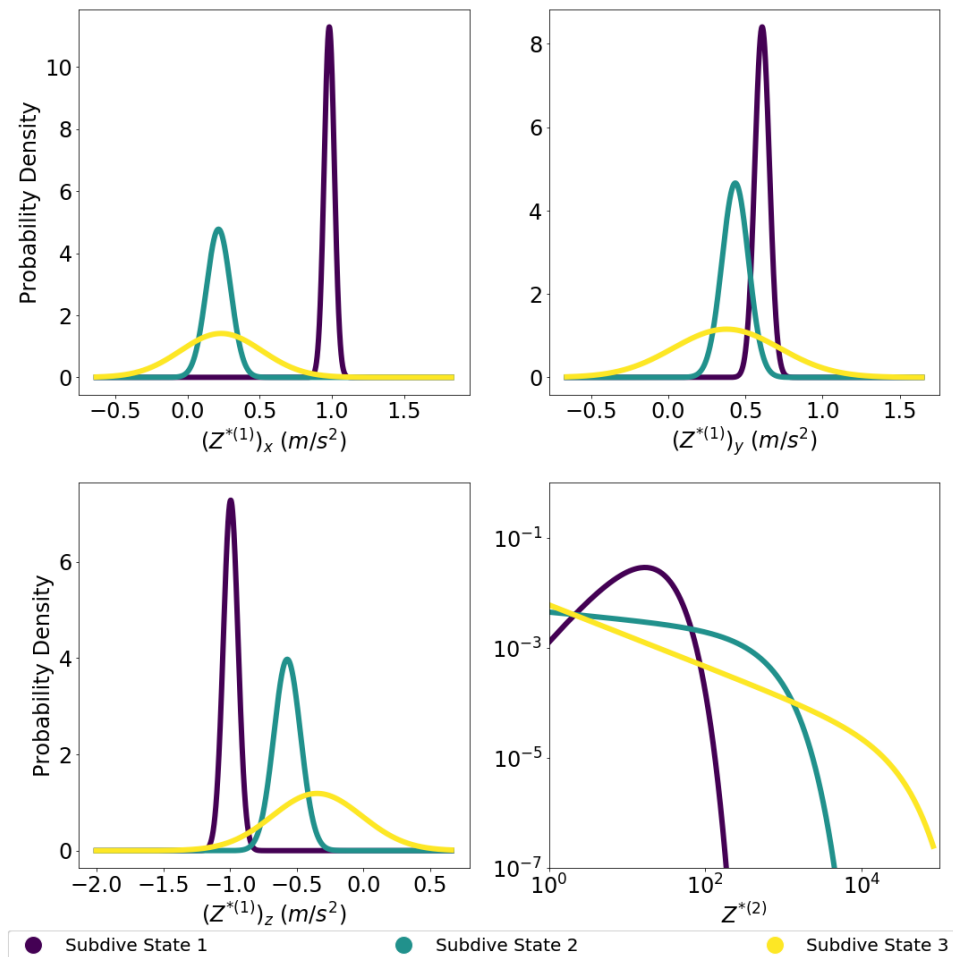 Probability Density
10
8
6
4
2
0
−0.5 0.0 0.5 1.0 1.5
(Z*(1))x (m/s²)
8
6
4
2
0
−0.5 0.0 0.5 1.0 1.5
(Z*(1))y (m/s²)
Probability Density
6
4
2
0
−2.0 −1.5 −1.0 −0.5 0.0 0.5
(Z*(1))z (m/s²)
10⁻¹
10⁻³
10⁻⁵
10⁻⁷
10⁰ 10² 10⁴
Z*(2)
Subdive State 1 Subdive State 2 Subdive State 3